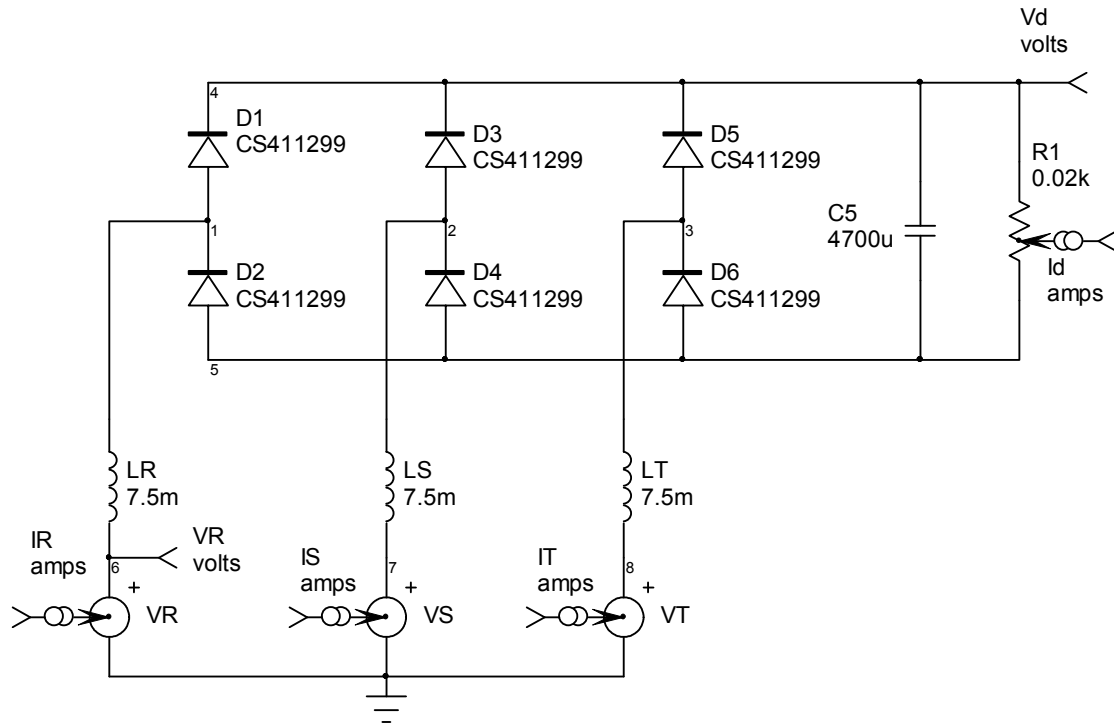 Vd
volts
4
D1
CS411299
D3
CS411299
D5
CS411299
R1
0.02k
1
2
3
C5
4700u
D2
CS411299
D4
CS411299
D6
CS411299
Id
amps
5
LR
7.5m
LS
7.5m
LT
7.5m
IR
amps
VR
volts
IS
amps
IT
amps
6
7
8
+
+
+
VR
VS
VT